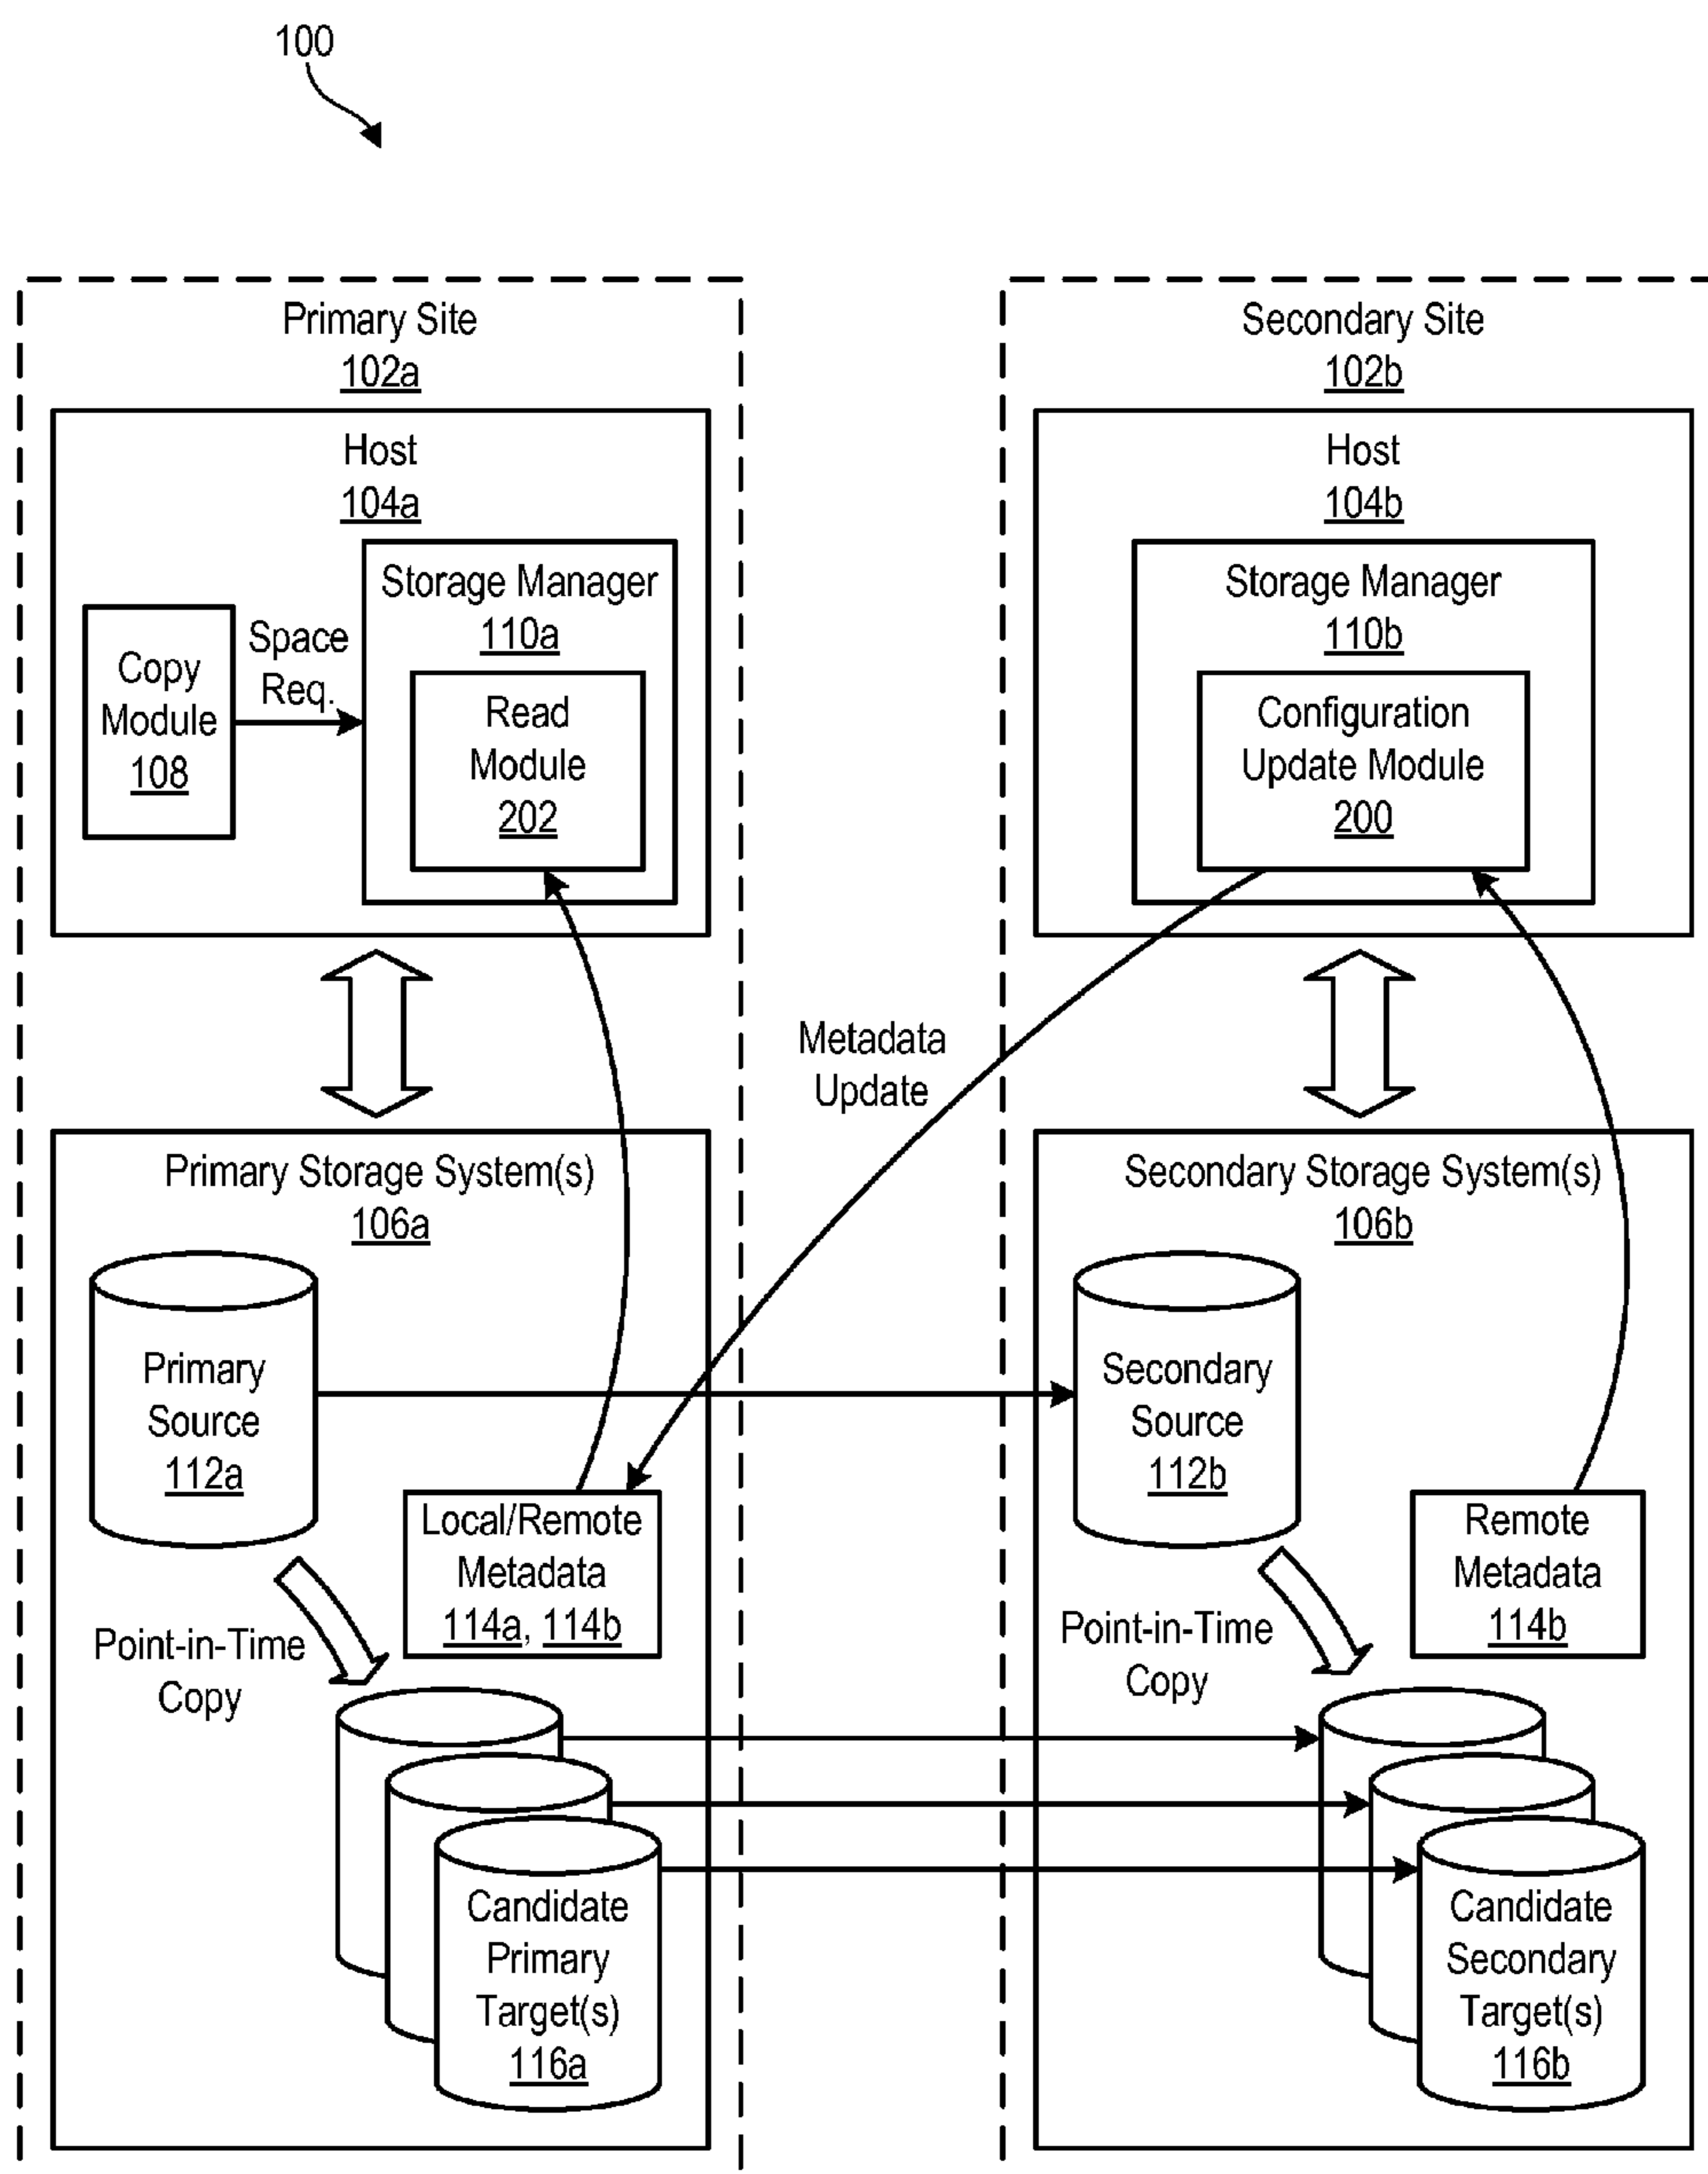 100
Primary Site
102a
Host
104a
Storage Manager
110a
Copy
Module
108
Space
Req.
Read
Module
202
Primary Storage System(s)
106a
Primary
Source
112a
Local/Remote
Metadata
114a, 114b
Point-in-Time
Copy
Candidate
Primary
Target(s)
116a
Metadata
Update
Secondary Site
102b
Host
104b
Storage Manager
110b
Configuration
Update Module
200
Secondary Storage System(s)
106b
Secondary
Source
112b
Remote
Metadata
114b
Point-in-Time
Copy
Candidate
Secondary
Target(s)
116b